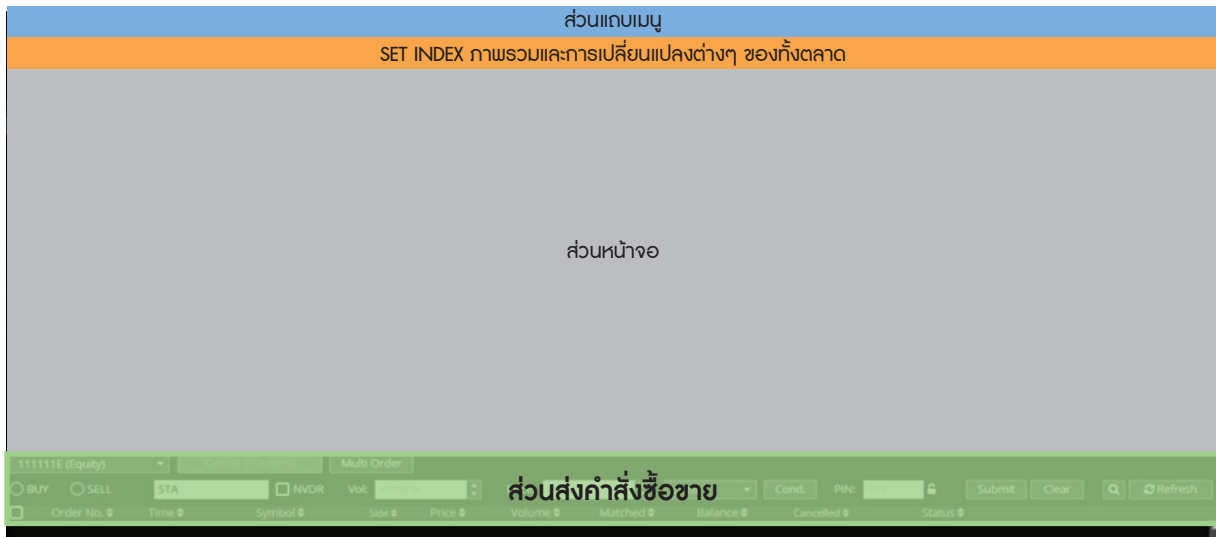 ส่วนแถบเมนู
SET INDEX ภาพรวมและการเปลี่ยนแปลงต่างๆ ของทั้งตลาด
ส่วนหน้าจอ
111111E (Equity) Multi Order
BUY SELL STA NVDR Vol: Volume ส่วนส่งคำสั่งซื้อขาย Cond. PIN: Submit Clear Refresh
Order No. Time Symbol Side Price Volume Matched Balance Cancelled Status